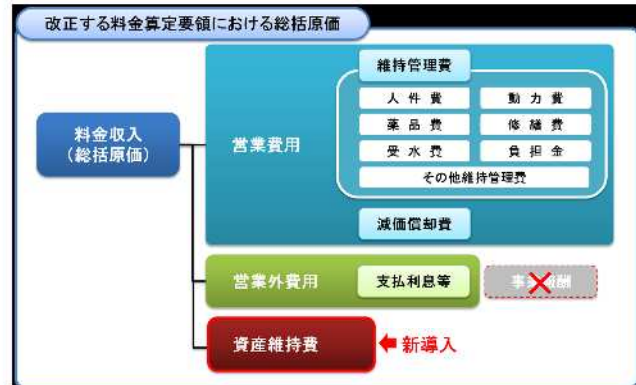 改正する料金算定要領における総括原価
料金収入
(総括原価)
営業費用
維持管理費
人件費
動力費
薬品費
修繕費
受水費
負担金
その他維持管理費
減価償却費
営業外費用
支払利息等
事業報酬
資産維持費
新導入